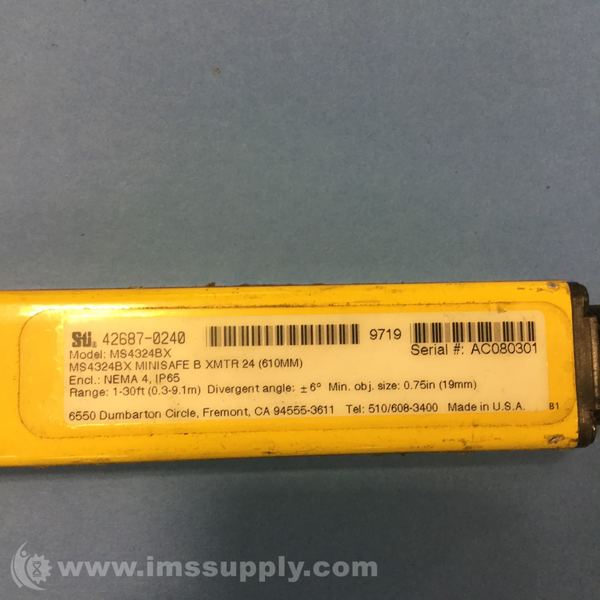 STi. 42687-0240 9719
Model: MS4324BX Serial #: AC080301
MS4324BX MINISAFE B XMTR 24 (610MM)
Encl.: NEMA 4, IP65
Range: 1-30ft (0.3-9.1m) Divergent angle: ± 6º Min. obj. size: 0.75in (19mm)
6550 Dumbarton Circle, Fremont, CA 94555-3611 Tel: 510/608-3400 Made in U.S.A. B1
www.imssupply.com